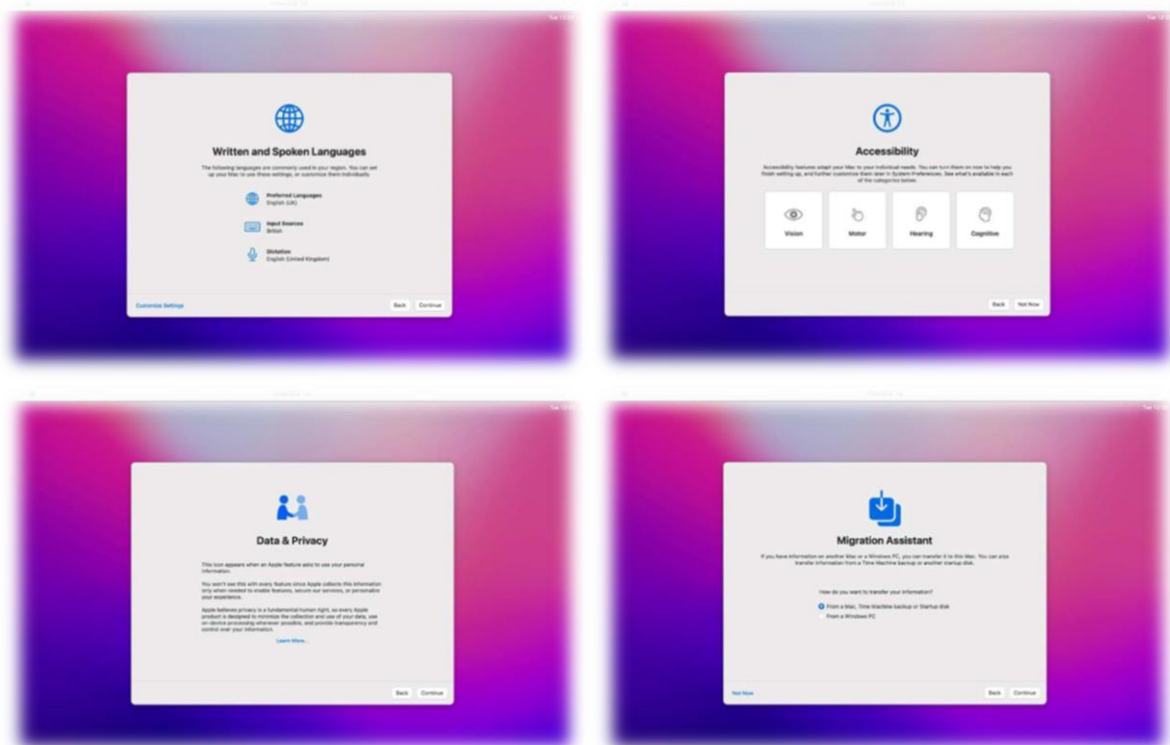 Written and Spoken Languages
The following languages are commonly used in your region. You can set
up your Mac to use these settings, or customize them individually.
Preferred Languages
English (UK)
Input Sources
British
Dictation
English (United Kingdom)
Customize Settings
Back
Continue
Accessibility
Accessibility features adapt your Mac to your individual needs. You can turn them on now to help you
finish setting up, and further customize them later in System Preferences. See what's available in each
of the categories below.
Vision
Motor
Hearing
Cognitive
Back
Not Now
Data & Privacy
This icon appears when an Apple feature asks to use your personal
information.
You won't see this with every feature since Apple collects this information
only when needed to enable features, secure our services, or personalise
your experience.
Apple believes privacy is a fundamental human right, so every Apple
product is designed to minimize the collection and use of your data, use
on-device processing whenever possible, and provide transparency and
control over your information.
Learn More...
Back
Continue
Migration Assistant
If you have information on another Mac or a Windows PC, you can transfer it to this Mac. You can also
transfer information from a Time Machine backup or another startup disk.
How do you want to transfer your information?
From a Mac, Time Machine backup or Startup disk
From a Windows PC
Not Now
Back
Continue